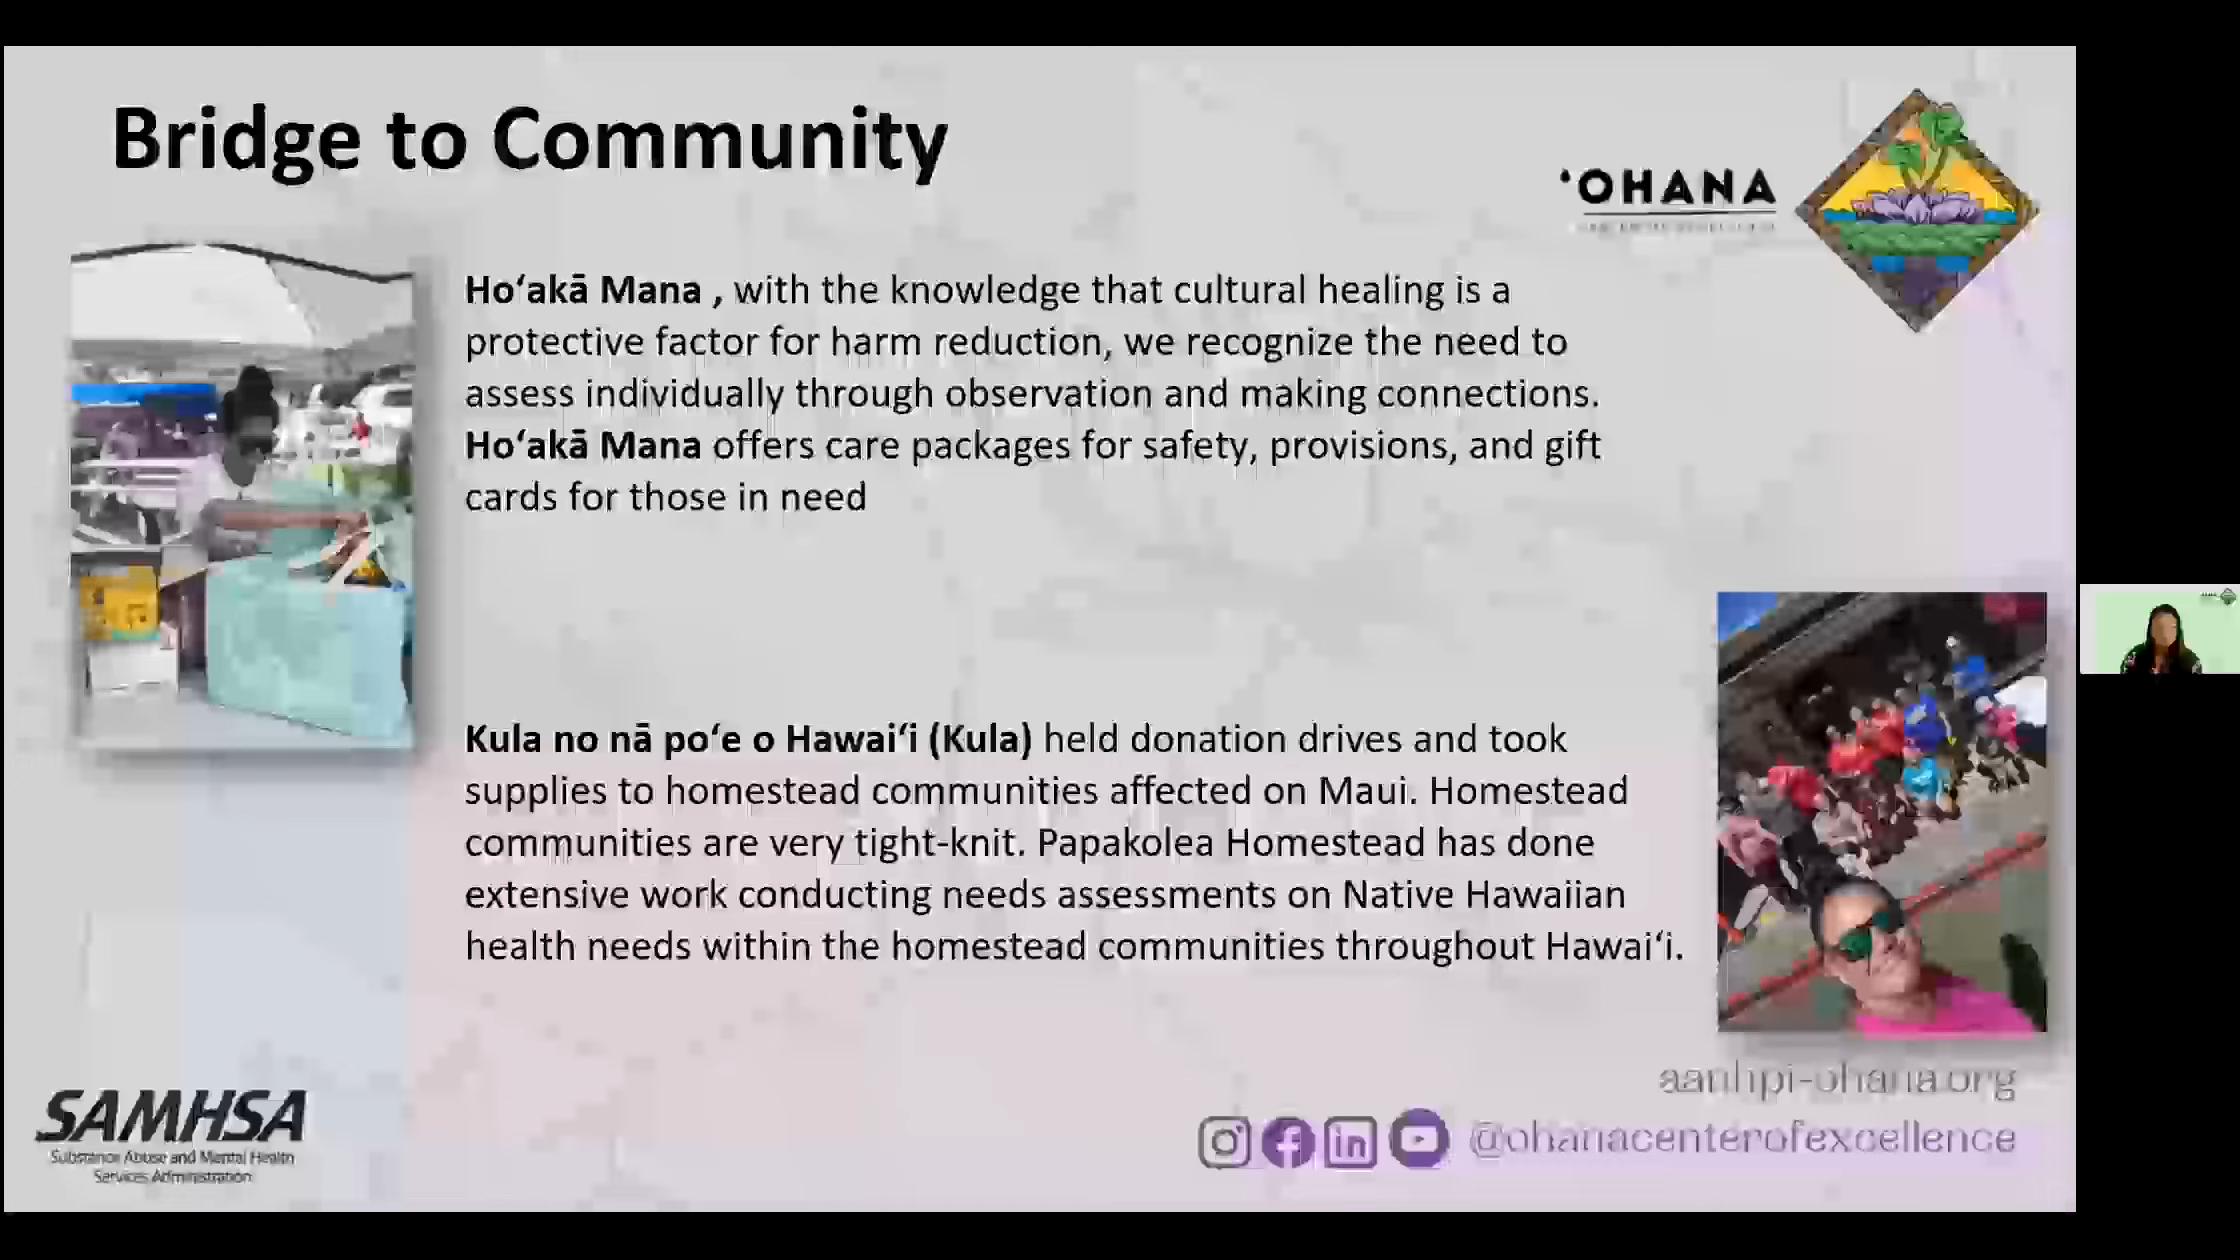 Bridge to Community
ʻOHANA
Hoʻakā Mana , with the knowledge that cultural healing is a
protective factor for harm reduction, we recognize the need to
assess individually through observation and making connections.
Hoʻakā Mana offers care packages for safety, provisions, and gift
cards for those in need
Kula no nā poʻe o Hawaiʻi (Kula) held donation drives and took
supplies to homestead communities affected on Maui. Homestead
communities are very tight-knit. Papakolea Homestead has done
extensive work conducting needs assessments on Native Hawaiian
health needs within the homestead communities throughout Hawaiʻi.
aanhpi-ohana.org
@ohanacenterofexcellence
SAMHSA
Substance Abuse and Mental Health
Services Administration